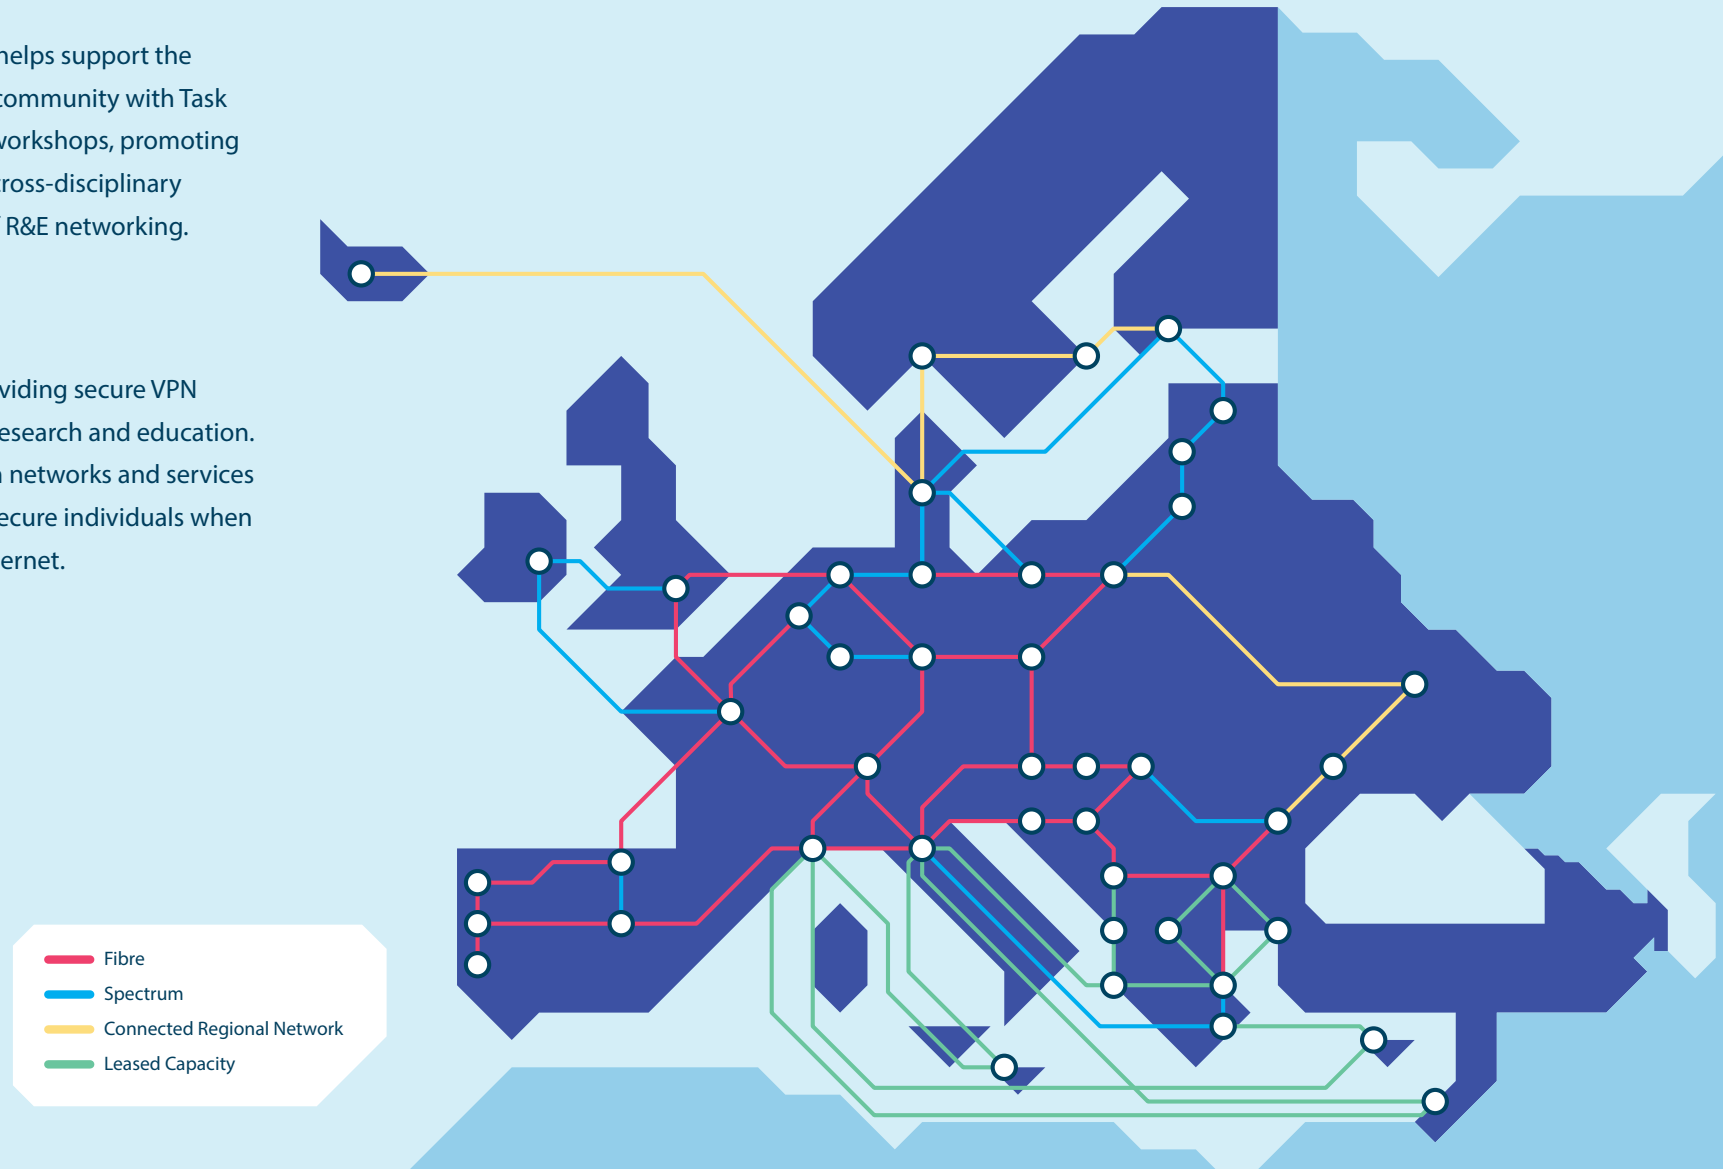 helps support the
community with Task
workshops, promoting
cross-disciplinary
R&E networking.
viding secure VPN
esearch and education.
networks and services
ecure individuals when
ernet.
Fibre
Spectrum
Connected Regional Network
Leased Capacity